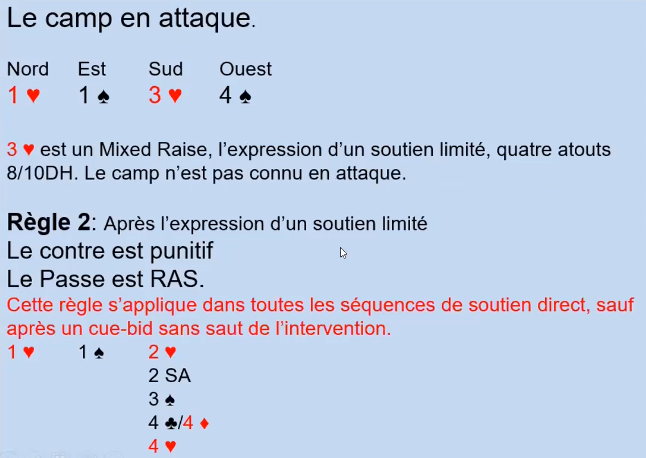 Le camp en attaque.
Nord Est Sud Ouest
1 ♥ 1 ♠ 3 ♥ 4 ♠
3 ♥ est un Mixed Raise, l’expression d’un soutien limité, quatre atouts
8/10DH. Le camp n’est pas connu en attaque.
Règle 2: Après l’expression d’un soutien limité
Le contre est punitif
Le Passe est RAS.
Cette règle s’applique dans toutes les séquences de soutien direct, sauf
après un cue-bid sans saut de l’intervention.
1 ♥ 1 ♠ 2 ♥
2 SA
3 ♠
4 ♣/4 ♦
4 ♥